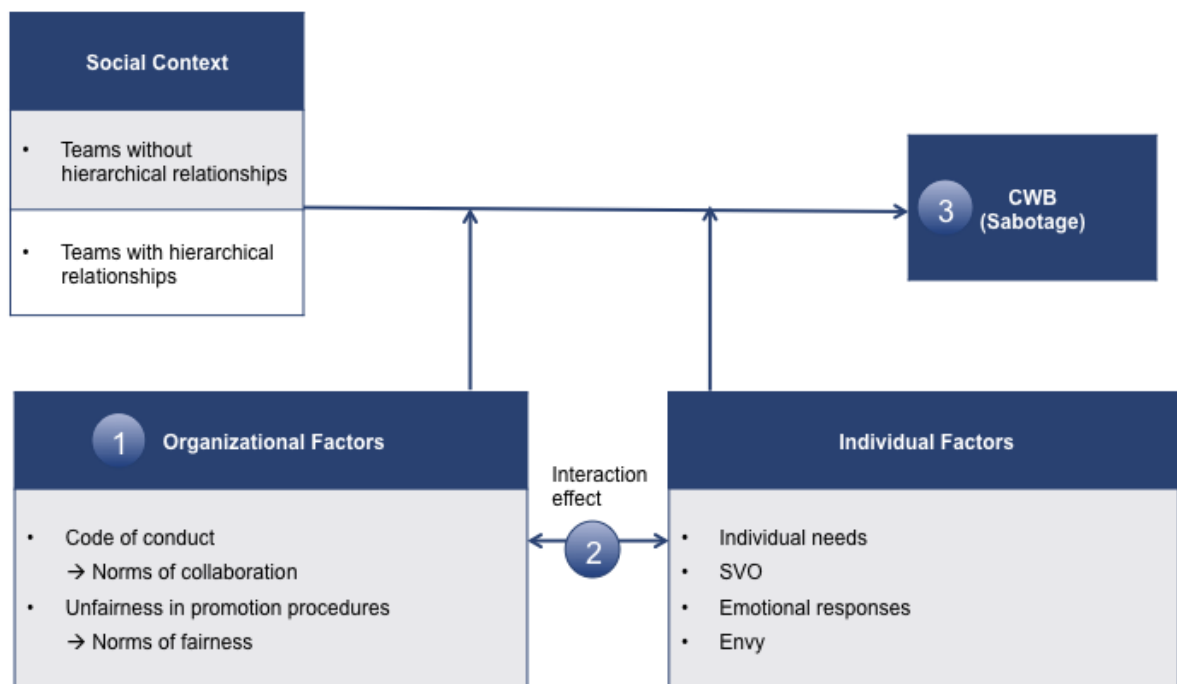 Social Context
• Teams without
hierarchical relationships
• Teams with hierarchical
relationships
3
CWB
(Sabotage)
1 Organizational Factors
• Code of conduct
→ Norms of collaboration
• Unfairness in promotion procedures
→ Norms of fairness
Interaction
effect
2
Individual Factors
• Individual needs
• SVO
• Emotional responses
• Envy